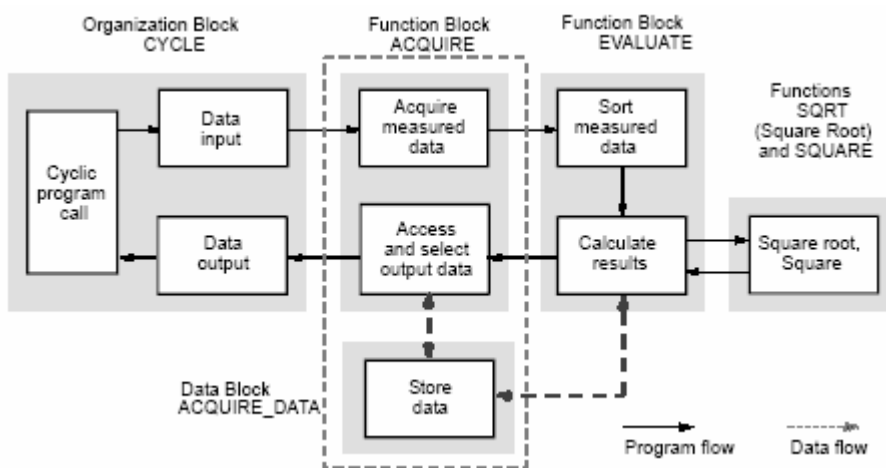 Organization Block
CYCLE
Function Block
ACQUIRE
Function Block
EVALUATE
Functions
SQRT
(Square Root)
and SQUARE
Cyclic
program
call
Data
input
Acquire
measured
data
Sort
measured
data
Data
output
Access
and select
output data
Calculate
results
Square root,
Square
Data Block
ACQUIRE_DATA
Store
data
Program flow
Data flow